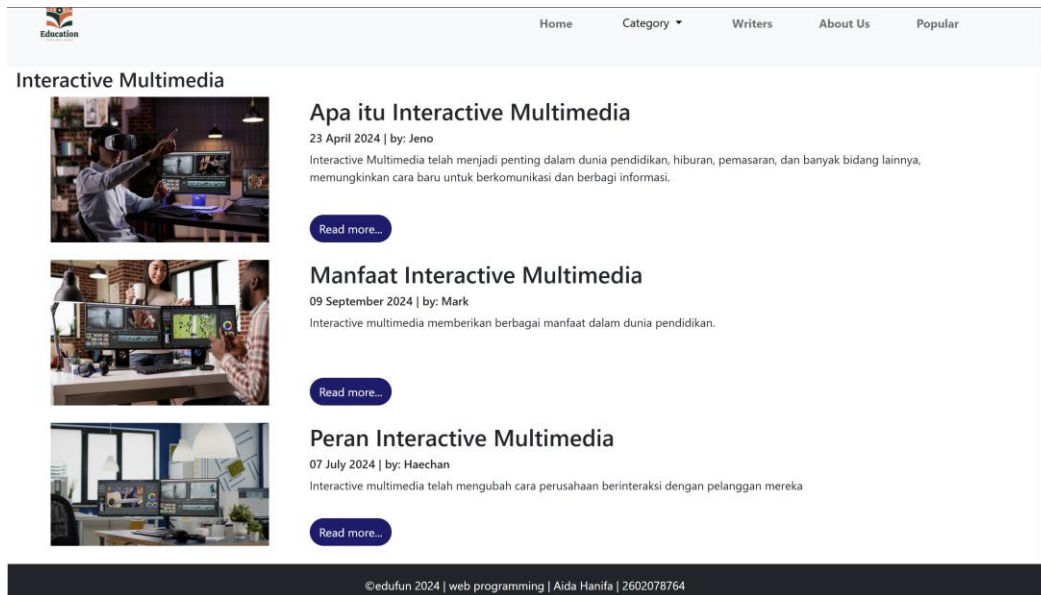 Education
Home Category Writers About Us Popular
Interactive Multimedia
Apa itu Interactive Multimedia
23 April 2024 | by: Jeno
Interactive Multimedia telah menjadi penting dalam dunia pendidikan, hiburan, pemasaran, dan banyak bidang lainnya,
memungkinkan cara baru untuk berkomunikasi dan berbagi informasi.
Read more...
Manfaat Interactive Multimedia
09 September 2024 | by: Mark
Interactive multimedia memberikan berbagai manfaat dalam dunia pendidikan.
Read more...
Peran Interactive Multimedia
07 July 2024 | by: Haechan
Interactive multimedia telah mengubah cara perusahaan berinteraksi dengan pelanggan mereka
Read more...
©edufun 2024 | web programming | Aida Hanifa | 2602078764